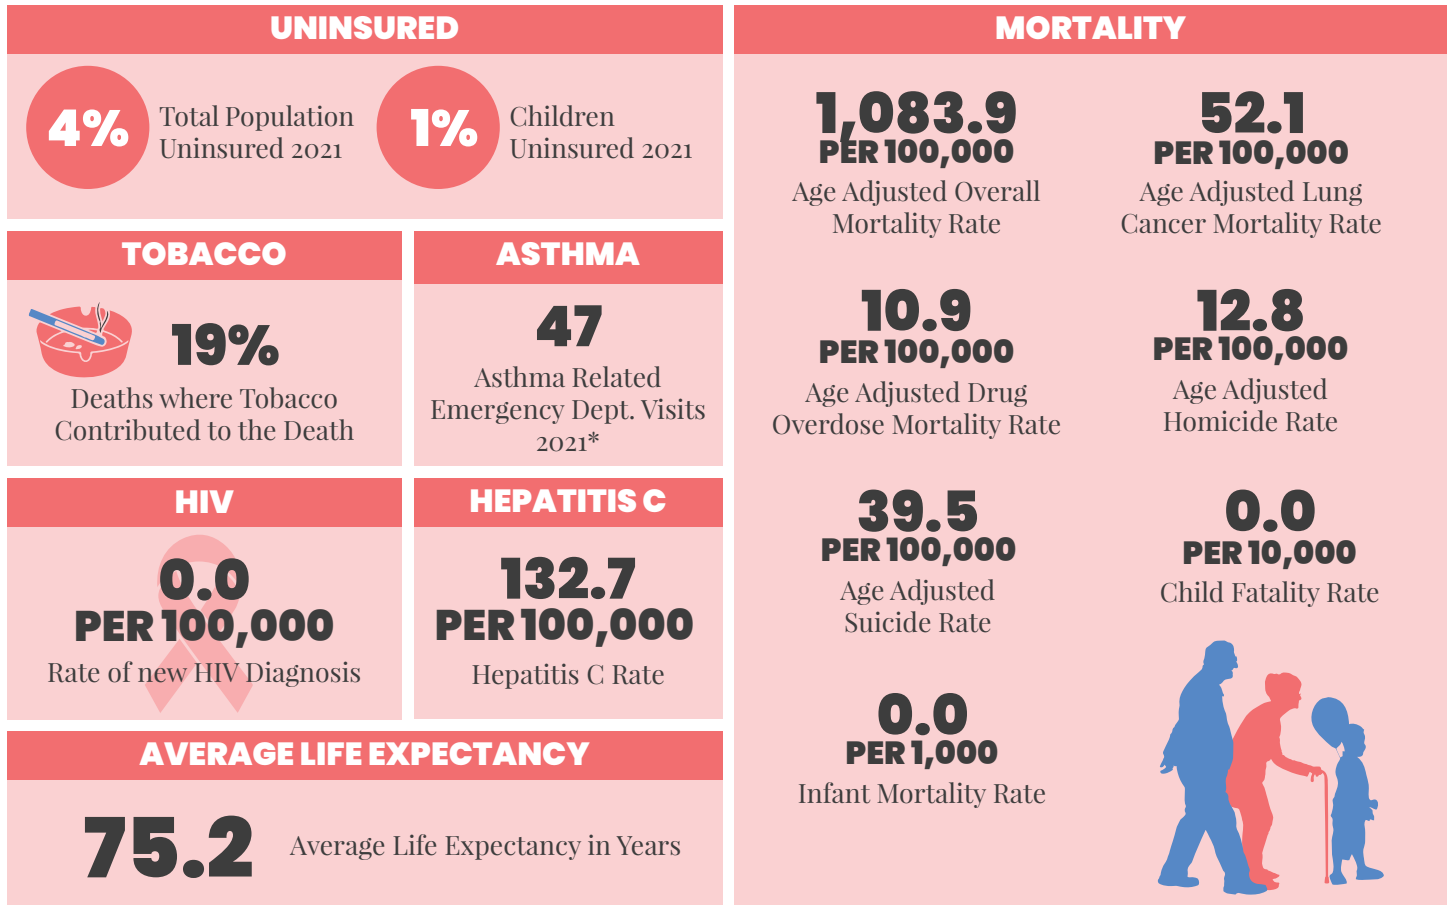 UNINSURED
4%
Total Population
Uninsured 2021
1%
Children
Uninsured 2021
TOBACCO
19%
Deaths where Tobacco
Contributed to the Death
ASTHMA
47
Asthma Related
Emergency Dept. Visits
2021*
HIV
0.0
PER 100,000
Rate of new HIV Diagnosis
HEPATITIS C
132.7
PER 100,000
Hepatitis C Rate
AVERAGE LIFE EXPECTANCY
75.2
Average Life Expectancy in Years
MORTALITY
1,083.9
PER 100,000
Age Adjusted Overall
Mortality Rate
52.1
PER 100,000
Age Adjusted Lung
Cancer Mortality Rate
10.9
PER 100,000
Age Adjusted Drug
Overdose Mortality Rate
12.8
PER 100,000
Age Adjusted
Homicide Rate
39.5
PER 100,000
Age Adjusted
Suicide Rate
0.0
PER 10,000
Child Fatality Rate
0.0
PER 1,000
Infant Mortality Rate